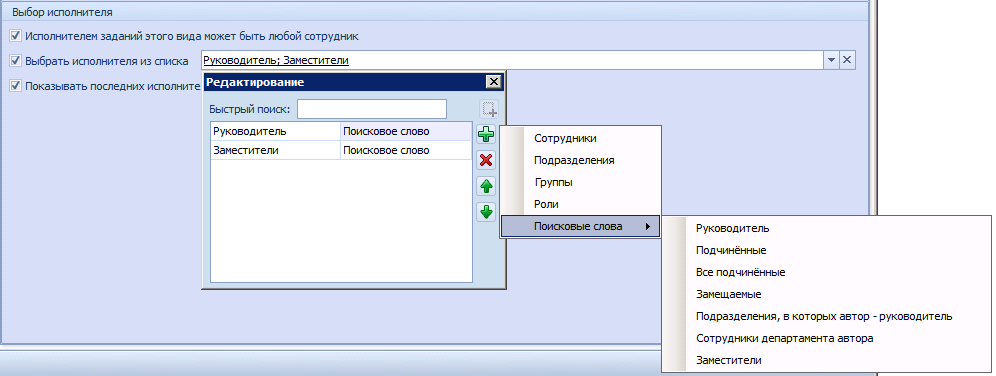 Выбор исполнителя
Исполнителем заданий этого вида может быть любой сотрудник
Выбрать исполнителя из списка
Руководитель; Заместители
Показывать последних исполните
Редактирование
Быстрый поиск:
Руководитель Поисковое слово
Заместители Поисковое слово
Сотрудники
Подразделения
Группы
Роли
Поисковые слова
Руководитель
Подчинённые
Все подчинённые
Замещаемые
Подразделения, в которых автор - руководитель
Сотрудники департамента автора
Заместители